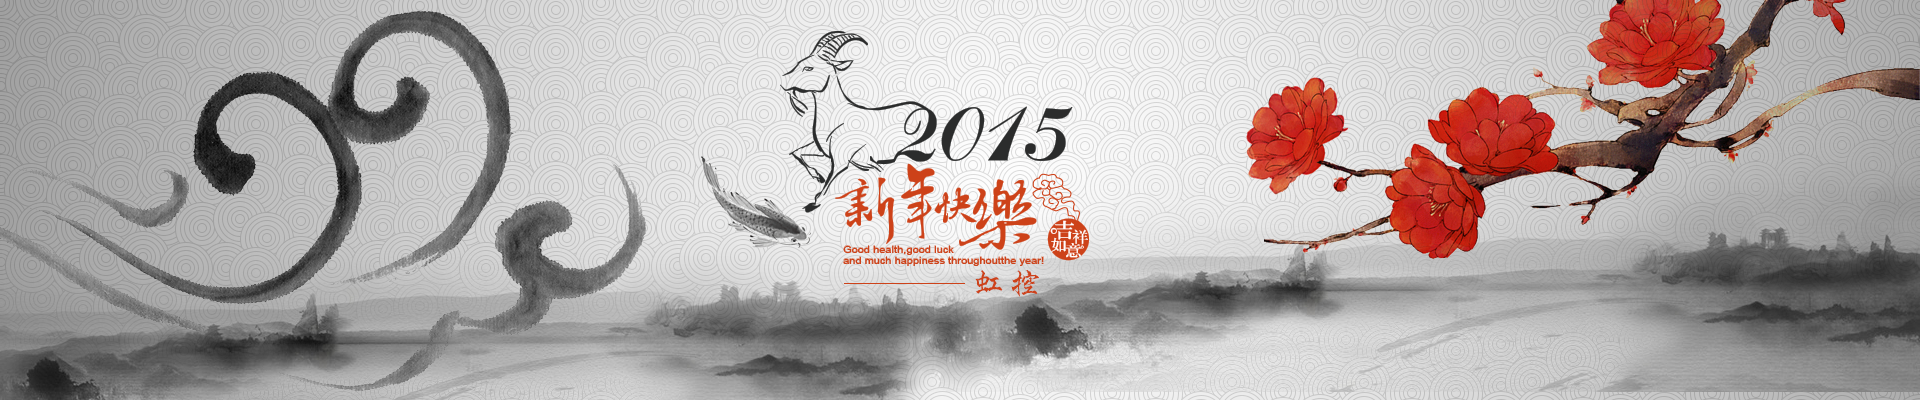 2015
新年快樂
吉祥
如意
Good health,good luck
and much happiness throughoutthe year!
虹控